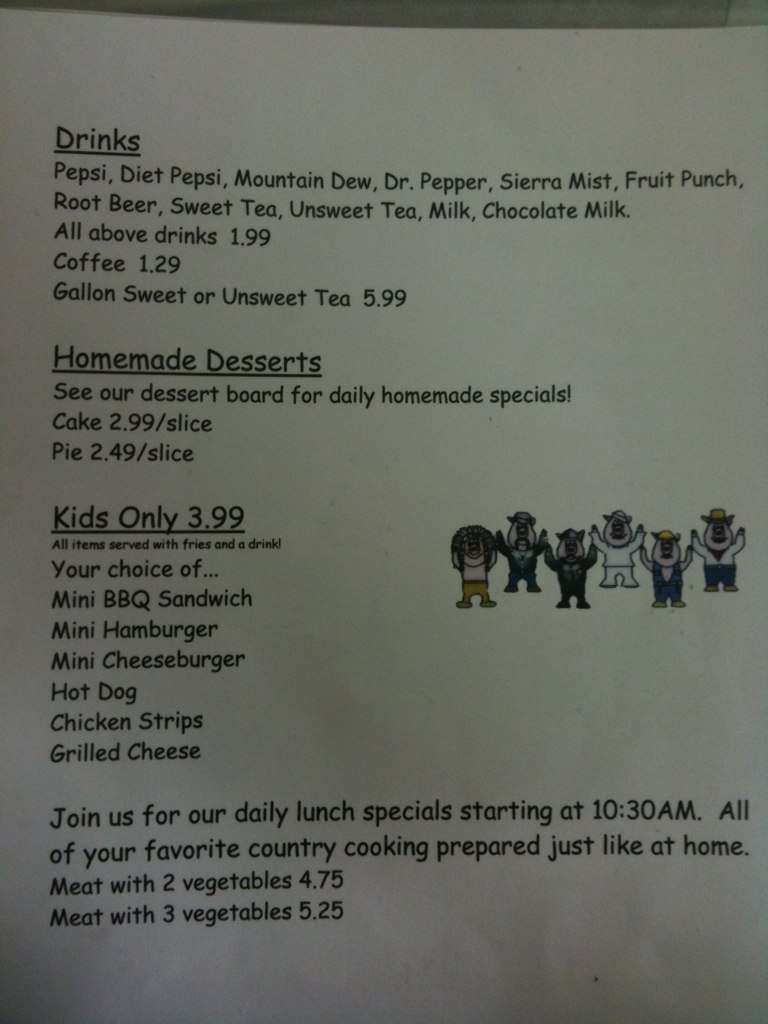 Drinks
Pepsi, Diet Pepsi, Mountain Dew, Dr. Pepper, Sierra Mist, Fruit Punch,
Root Beer, Sweet Tea, Unsweet Tea, Milk, Chocolate Milk.
All above drinks 1.99
Coffee 1.29
Gallon Sweet or Unsweet Tea 5.99
Homemade Desserts
See our dessert board for daily homemade specials!
Cake 2.99/slice
Pie 2.49/slice
Kids Only 3.99
All items served with fries and a drink!
Your choice of...
Mini BBQ Sandwich
Mini Hamburger
Mini Cheeseburger
Hot Dog
Chicken Strips
Grilled Cheese
Join us for our daily lunch specials starting at 10:30AM. All
of your favorite country cooking prepared just like at home.
Meat with 2 vegetables 4.75
Meat with 3 vegetables 5.25